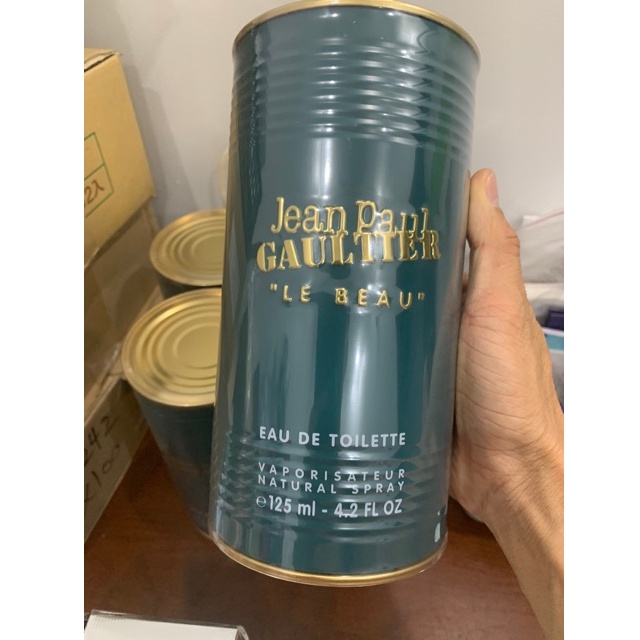 Jean Paul
GAULTIER
"LE BEAU"
EAU DE TOILETTE
VAPORISATEUR
NATURAL SPRAY
℮125 ml - 4.2 FL OZ